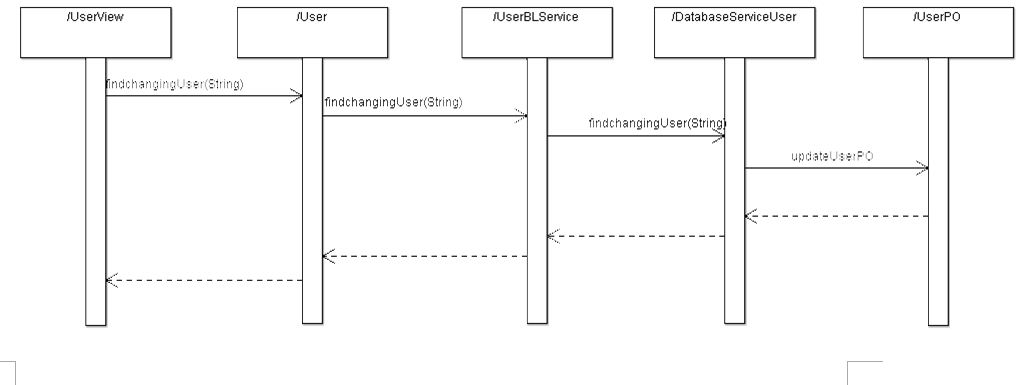 /UserView
/User
/UserBLService
/DatabaseServiceUser
/UserPO
findchangingUser(String)
findchangingUser(String)
findchangingUser(String)
updateUserPO